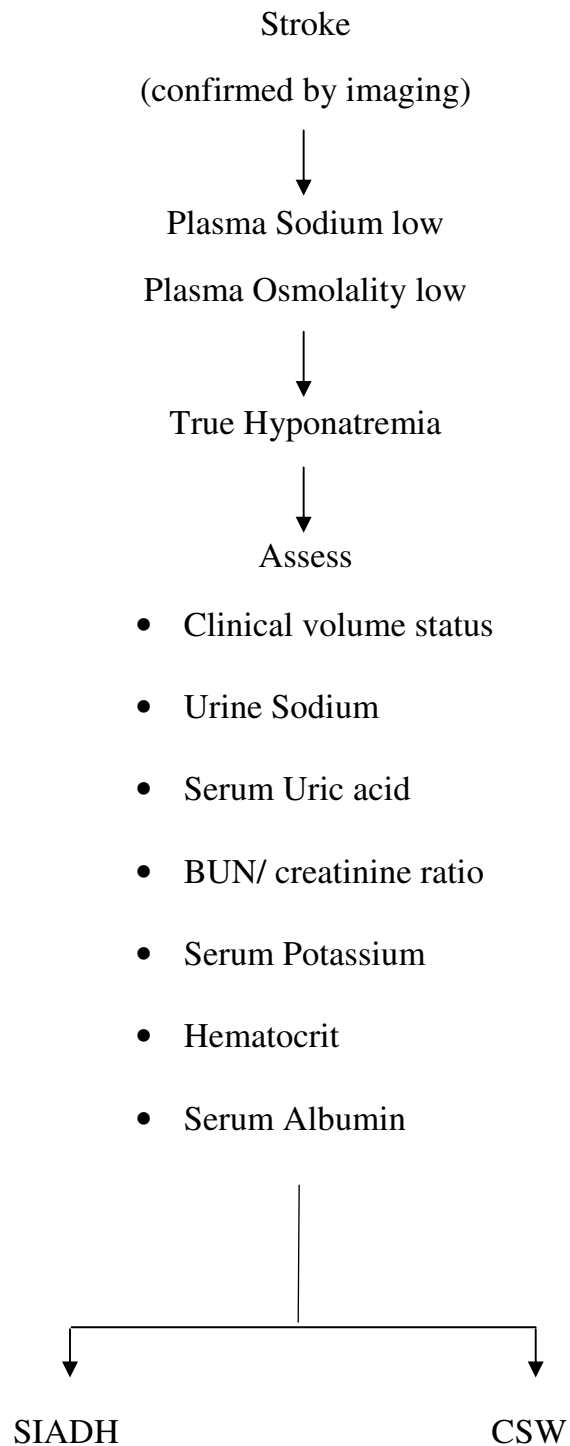 Stroke
(confirmed by imaging)
Plasma Sodium low
Plasma Osmolality low
True Hyponatremia
Assess
• Clinical volume status
• Urine Sodium
• Serum Uric acid
• BUN/ creatinine ratio
• Serum Potassium
• Hematocrit
• Serum Albumin
SIADH CSW